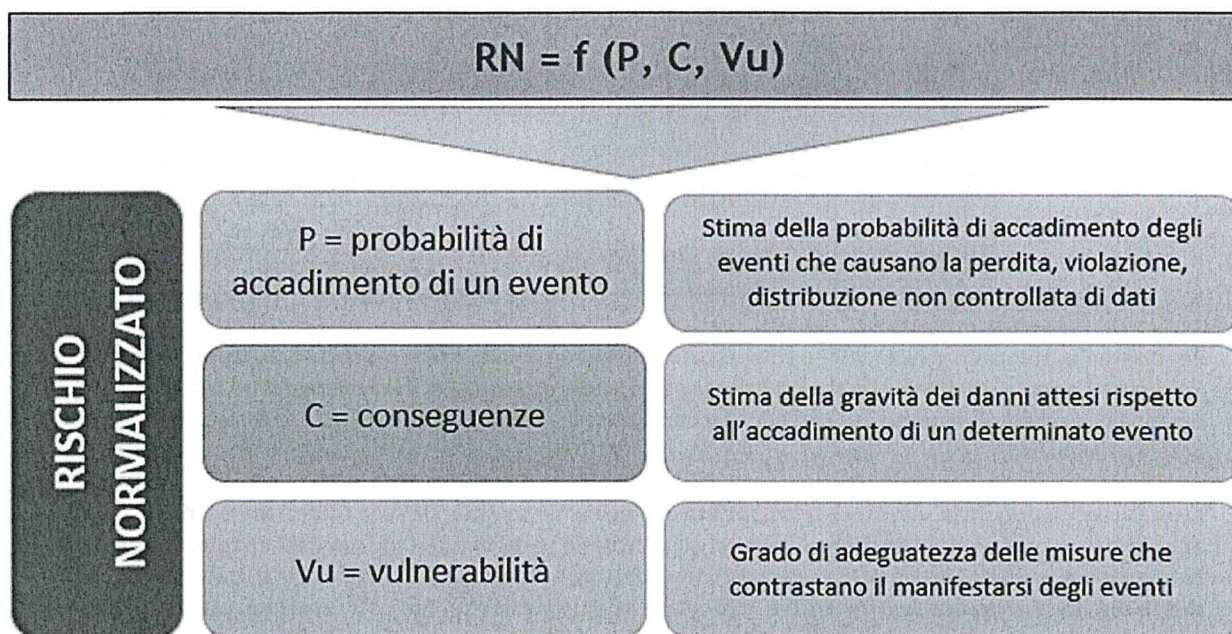 RN = f (P, C, Vu)
RISCHIO
NORMALIZZATO
P = probabilità di
accadimento di un evento
Stima della probabilità di accadimento degli
eventi che causano la perdita, violazione,
distribuzione non controllata di dati
C = conseguenze
Stima della gravità dei danni attesi rispetto
all'accadimento di un determinato evento
Vu = vulnerabilità
Grado di adeguatezza delle misure che
contrastano il manifestarsi degli eventi